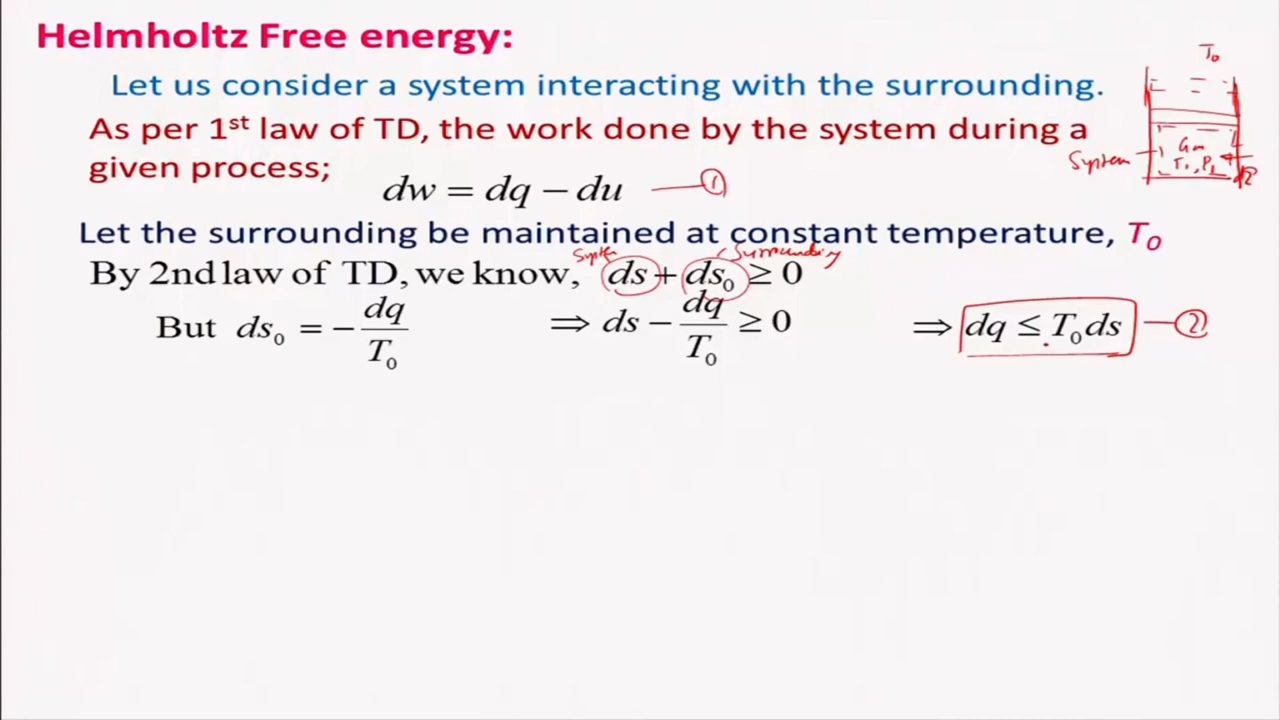 Helmholtz Free energy:
Let us consider a system interacting with the surrounding.
As per 1st law of TD, the work done by the system during a
given process;
dw = dq − du —①
Let the surrounding be maintained at constant temperature, T₀
System Surrounding
By 2nd law of TD, we know, ds + ds₀ ≥ 0
But ds₀ = − dq/T₀ ⇒ ds − dq/T₀ ≥ 0 ⇒ dq ≤ T₀ds —②
T₀
System